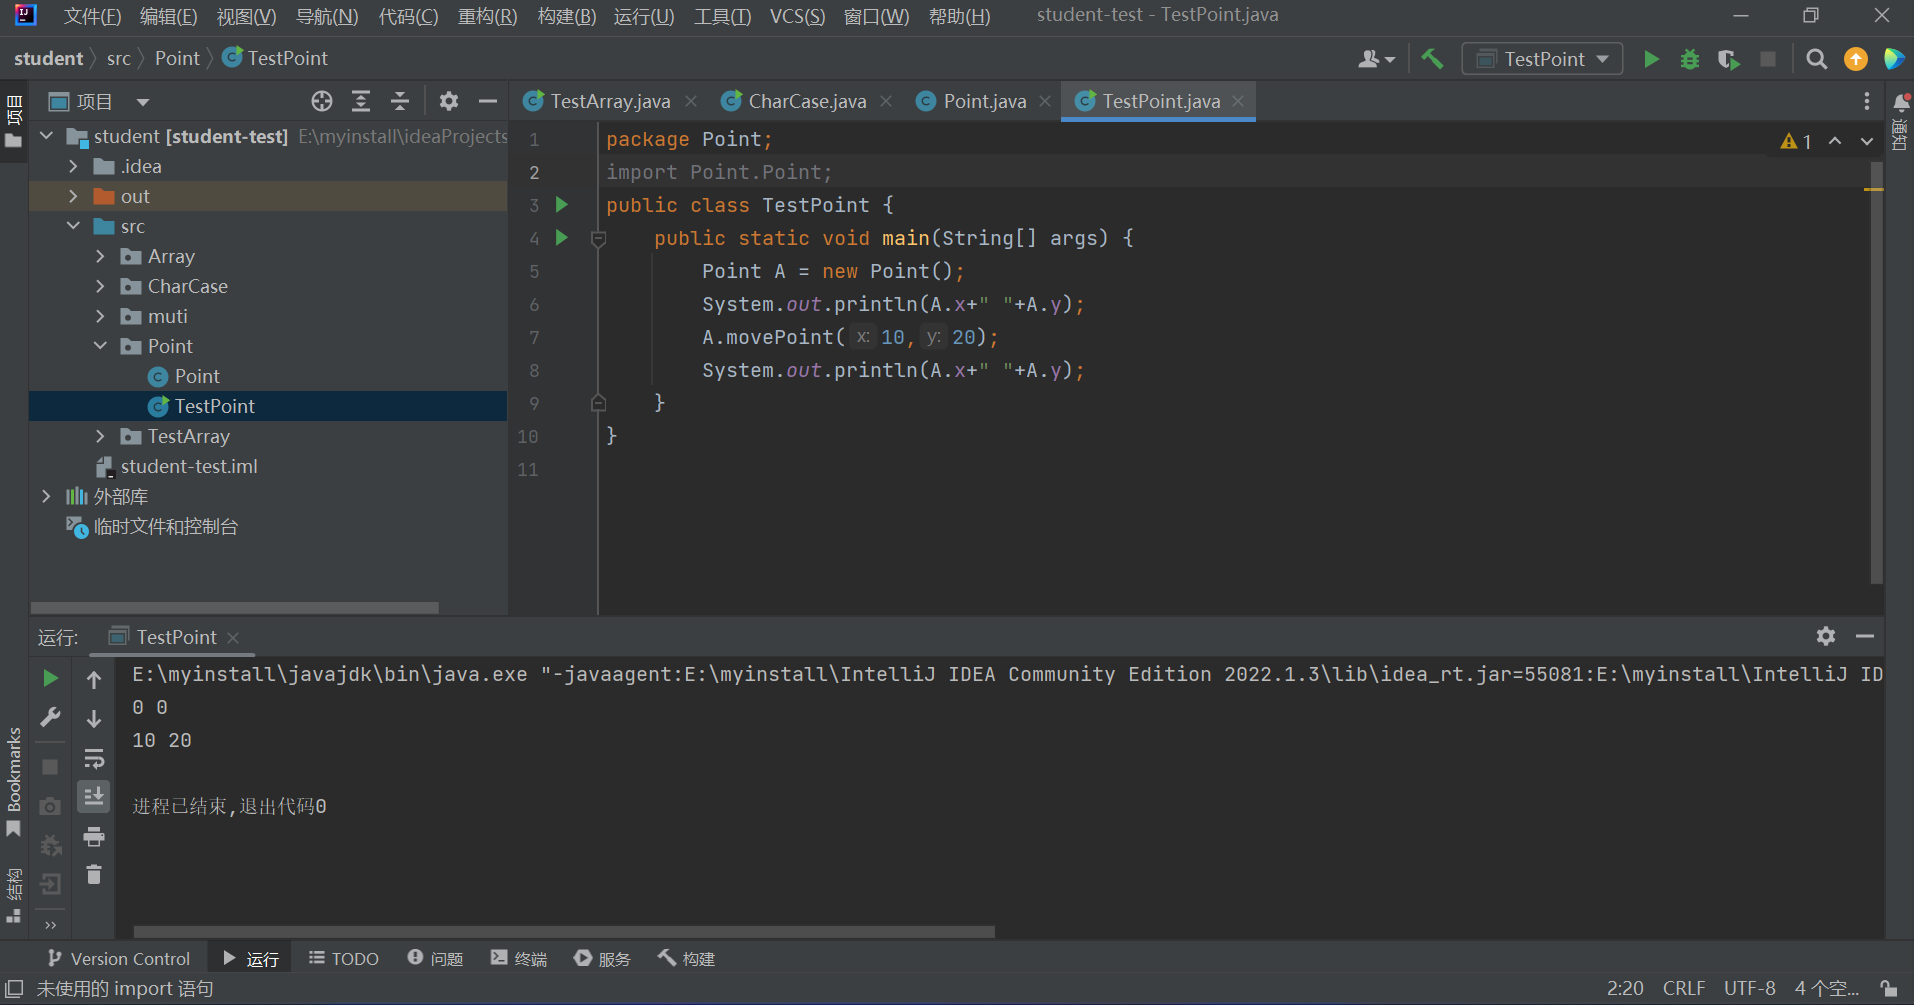 文件(F) 编辑(E) 视图(V) 导航(N) 代码(C) 重构(R) 构建(B) 运行(U) 工具(T) VCS(S) 窗口(W) 帮助(H) student-test - TestPoint.java
student src Point TestPoint
TestPoint
项目
项目
TestArray.java CharCase.java Point.java TestPoint.java
通知
student [student-test] E:\myinstall\ideaProjects
.idea
out
src
Array
CharCase
muti
Point
Point
TestPoint
TestArray
student-test.iml
外部库
临时文件和控制台
1 package Point;
1
2 import Point.Point;
3 public class TestPoint {
4 public static void main(String[] args) {
5 Point A = new Point();
6 System.out.println(A.x+" "+A.y);
7 A.movePoint( x: 10, y: 20);
8 System.out.println(A.x+" "+A.y);
9 }
10 }
11
运行: TestPoint
E:\myinstall\javajdk\bin\java.exe "-javaagent:E:\myinstall\IntelliJ IDEA Community Edition 2022.1.3\lib\idea_rt.jar=55081:E:\myinstall\IntelliJ ID
0 0
10 20
进程已结束,退出代码0
Bookmarks
结构
Version Control 运行 TODO 问题 终端 服务 构建
未使用的 import 语句 2:20 CRLF UTF-8 4 个空...